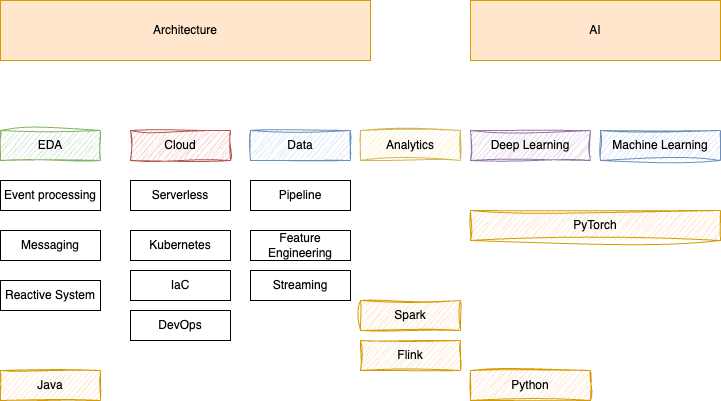 Architecture
AI
EDA
Cloud
Data
Analytics
Deep Learning
Machine Learning
Event processing
Serverless
Pipeline
PyTorch
Messaging
Kubernetes
Feature
Engineering
Reactive System
IaC
Streaming
DevOps
Spark
Flink
Java
Python